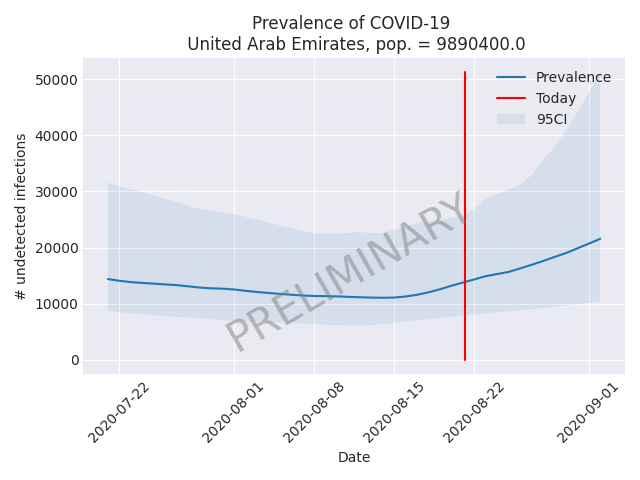 Prevalence of COVID-19
United Arab Emirates, pop. = 9890400.0
# undetected infections
50000
40000
30000
20000
10000
0
Prevalence
Today
95CI
PRELIMINARY
2020-07-22
2020-08-01
2020-08-08
2020-08-15
2020-08-22
2020-09-01
Date